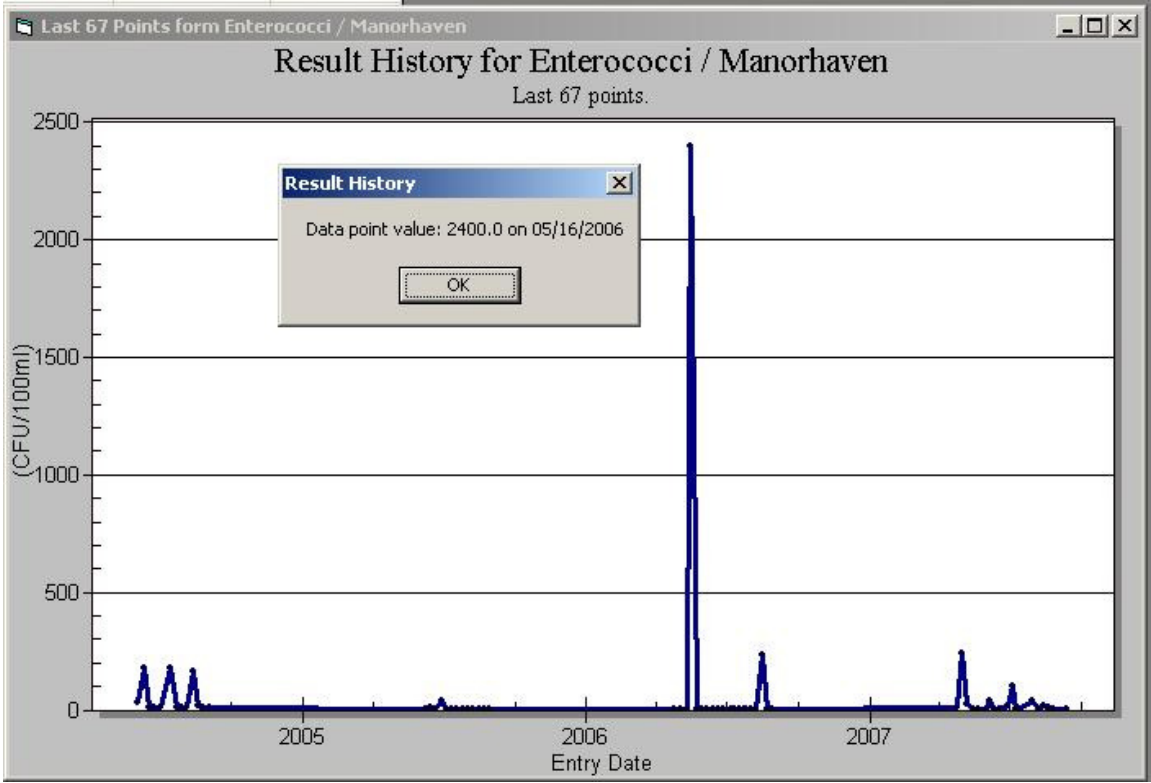 Last 67 Points form Enterococci / Manorhaven
Result History for Enterococci / Manorhaven
Last 67 points.
2500
Result History
Data point value: 2400.0 on 05/16/2006
OK
2000
1500
(CFU/100ml)
1000
500
0
2005
2006
2007
Entry Date